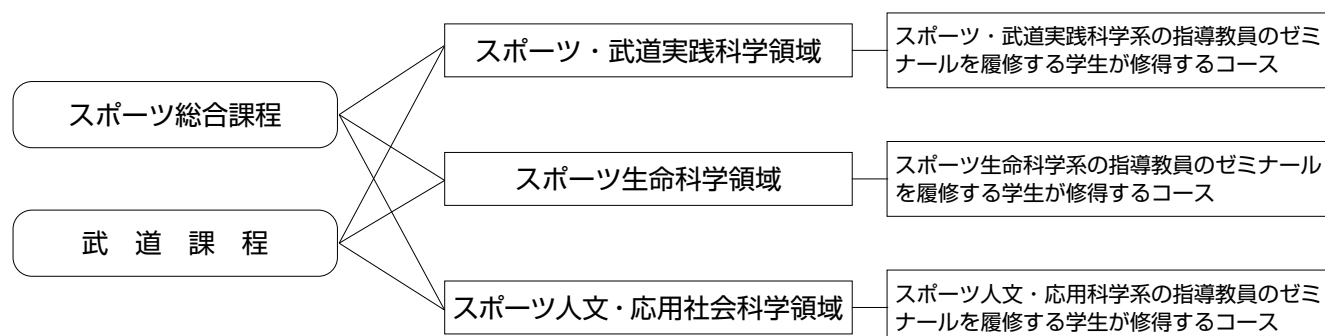 スポーツ総合課程
武　道　課　程
スポーツ・武道実践科学領域
スポーツ・武道実践科学系の指導教員のゼミ
ナールを履修する学生が修得するコース
スポーツ生命科学領域
スポーツ生命科学系の指導教員のゼミナール
を履修する学生が修得するコース
スポーツ人文・応用社会科学領域
スポーツ人文・応用科学系の指導教員のゼミ
ナールを履修する学生が修得するコース